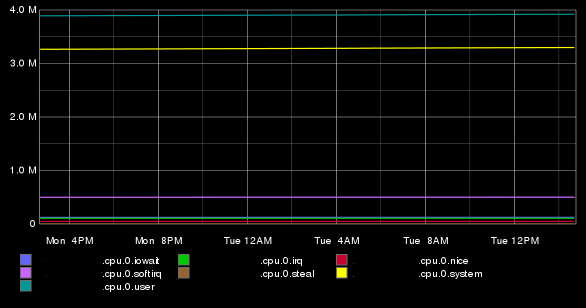 4.0 M
3.0 M
2.0 M
1.0 M
0
Mon 4PM Mon 8PM Tue 12AM Tue 4AM Tue 8AM Tue 12PM
.cpu.0.iowait .cpu.0.irq .cpu.0.nice
.cpu.0.softirq .cpu.0.steal .cpu.0.system
.cpu.0.user